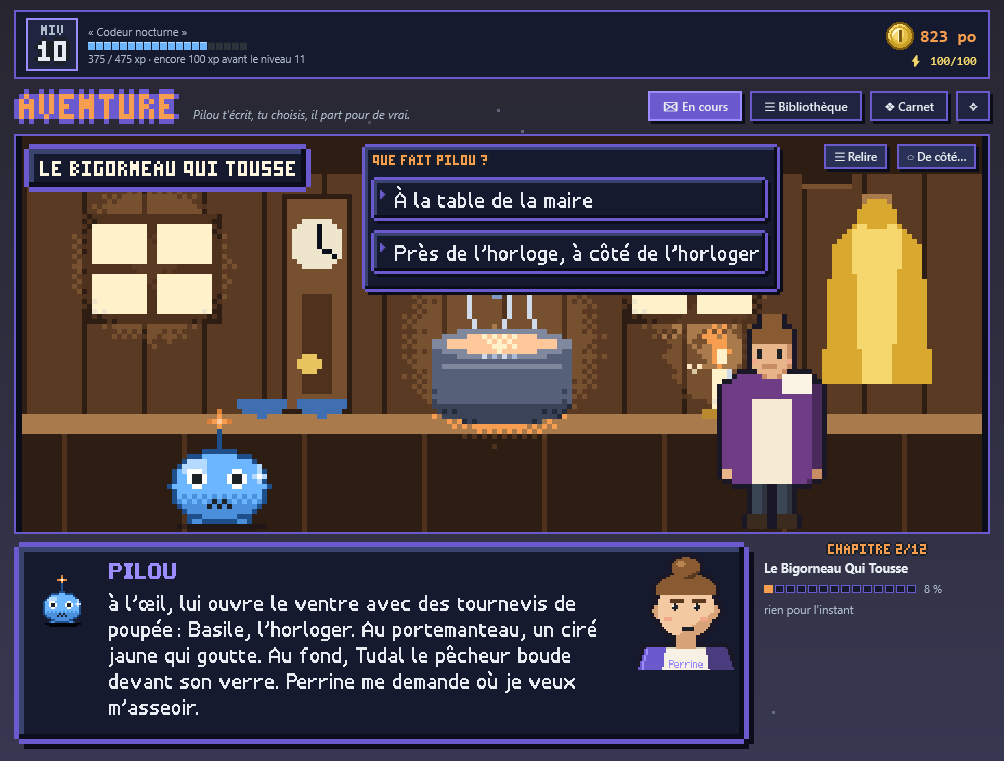 NIV
10
« Codeur nocturne »
375 / 475 xp · encore 100 xp avant le niveau 11
823 po
100/100
AVENTURE
Pilou t'écrit, tu choisis, il part pour de vrai.
En cours
Bibliothèque
Carnet
LE BIGORNEAU QUI TOUSSE
QUE FAIT PILOU ?
À la table de la maire
Près de l’horloge, à côté de l’horloger
Relire
De côté…
PILOU
à l’œil, lui ouvre le ventre avec des tournevis de
poupée : Basile, l’horloger. Au portemanteau, un ciré
jaune qui goutte. Au fond, Tudal le pêcheur boude
devant son verre. Perrine me demande où je veux
m’asseoir.
Perrine
CHAPITRE 2/12
Le Bigorneau Qui Tousse
8 %
rien pour l'instant